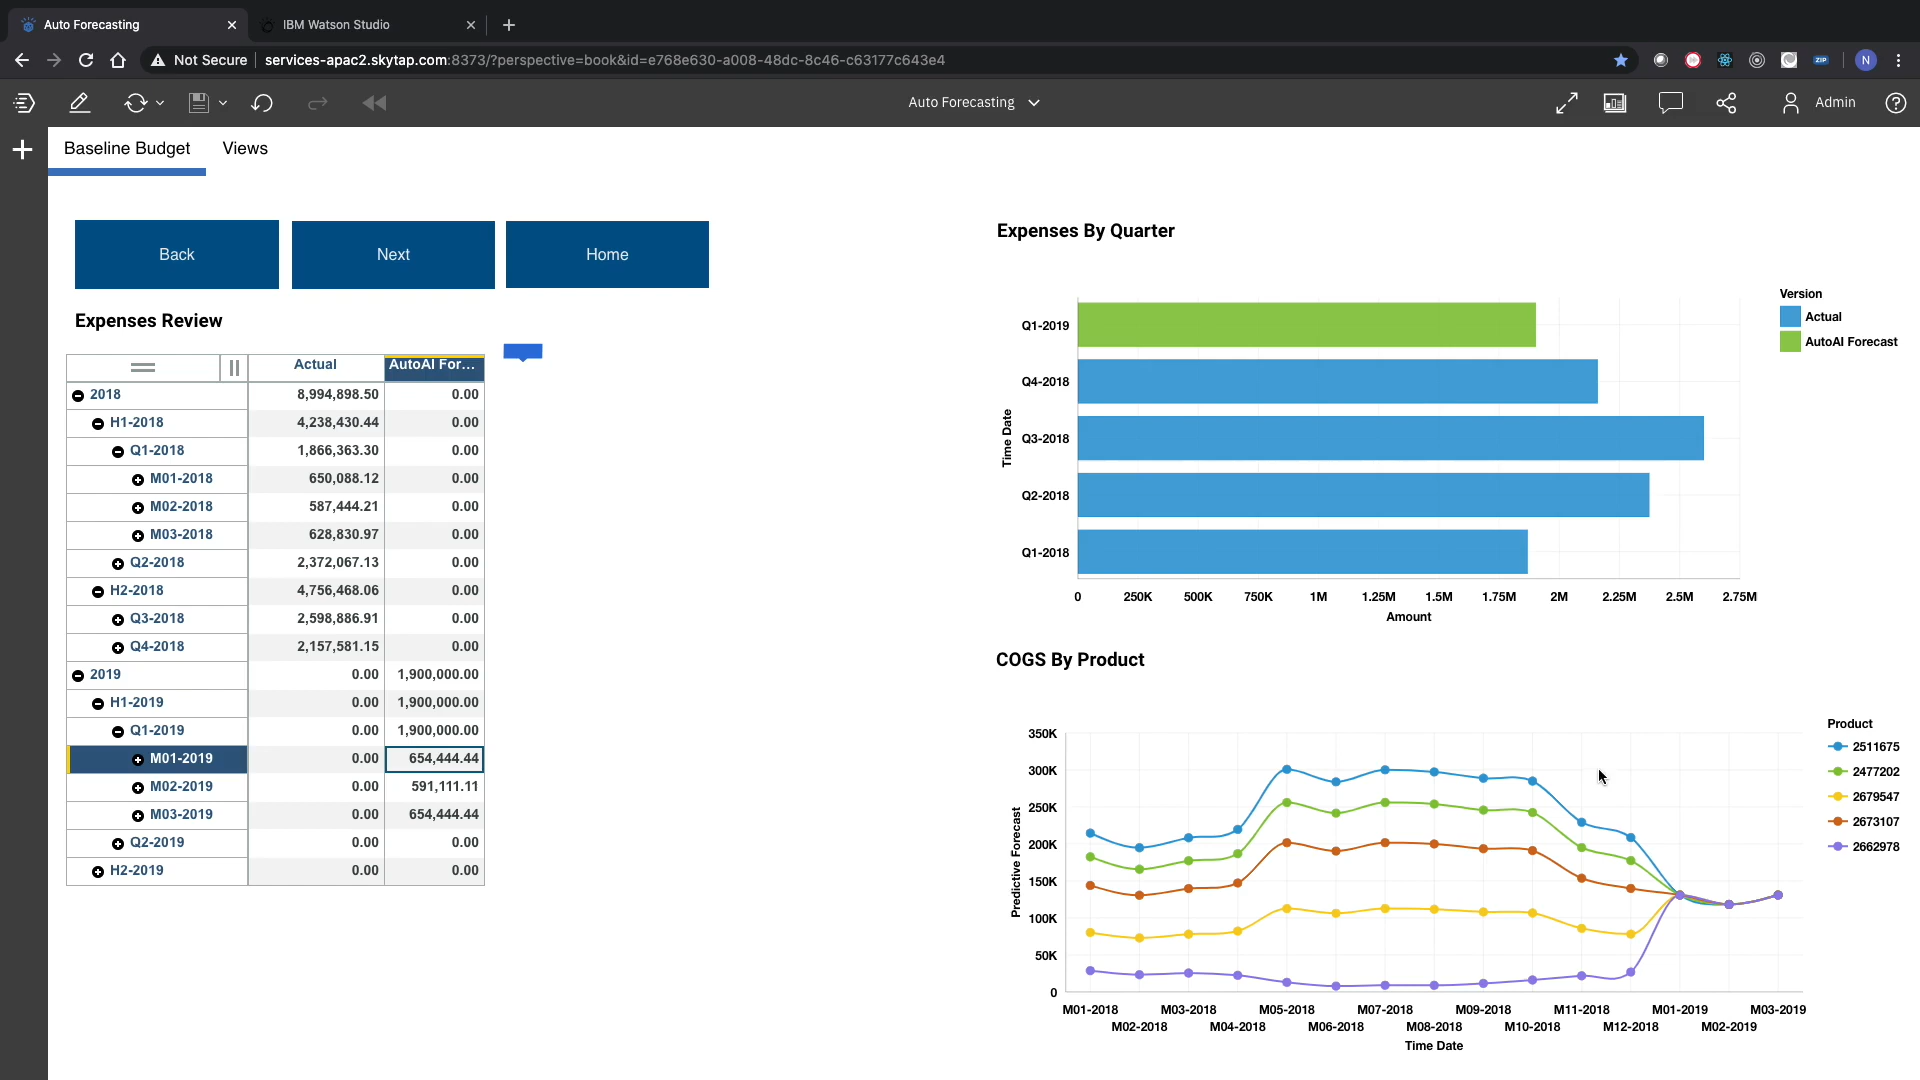 Auto Forecasting
IBM Watson Studio
Not Secure
services-apac2.skytap.com:8373/?perspective=book&id=e768e630-a008-48dc-8c46-c63177c643e4
ZIP
N
Auto Forecasting
Admin
Baseline Budget
Views
Back
Next
Home
Expenses Review
Actual
AutoAI For...
2018 8,994,898.50 0.00
H1-2018 4,238,430.44 0.00
Q1-2018 1,866,363.30 0.00
M01-2018 650,088.12 0.00
M02-2018 587,444.21 0.00
M03-2018 628,830.97 0.00
Q2-2018 2,372,067.13 0.00
H2-2018 4,756,468.06 0.00
Q3-2018 2,598,886.91 0.00
Q4-2018 2,157,581.15 0.00
2019 0.00 1,900,000.00
H1-2019 0.00 1,900,000.00
Q1-2019 0.00 1,900,000.00
M01-2019 0.00 654,444.44
M02-2019 0.00 591,111.11
M03-2019 0.00 654,444.44
Q2-2019 0.00 0.00
H2-2019 0.00 0.00
Expenses By Quarter
Time Date
Q1-2019
Q4-2018
Q3-2018
Q2-2018
Q1-2018
0 250K 500K 750K 1M 1.25M 1.5M 1.75M 2M 2.25M 2.5M 2.75M
Amount
Version
Actual
AutoAI Forecast
COGS By Product
Predictive Forecast
350K
300K
250K
200K
150K
100K
50K
0
M01-2018 M03-2018 M05-2018 M07-2018 M09-2018 M11-2018 M01-2019 M03-2019
M02-2018 M04-2018 M06-2018 M08-2018 M10-2018 M12-2018 M02-2019
Time Date
Product
2511675
2477202
2679547
2673107
2662978